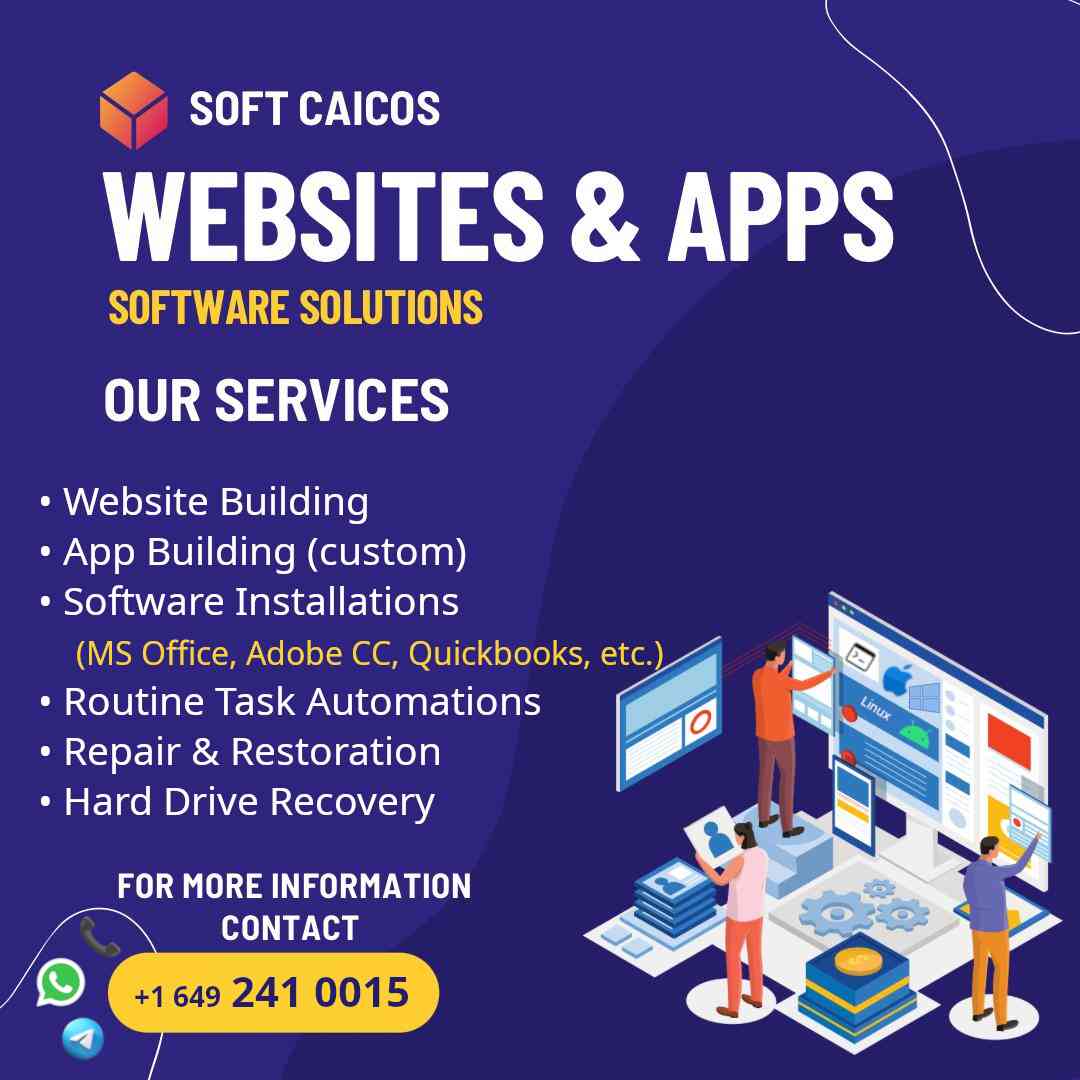 SOFT CAICOS
WEBSITES & APPS
SOFTWARE SOLUTIONS
OUR SERVICES
• Website Building
• App Building (custom)
• Software Installations
(MS Office, Adobe CC, Quickbooks, etc.)
• Routine Task Automations
• Repair & Restoration
• Hard Drive Recovery
Linux
FOR MORE INFORMATION
CONTACT
+1 649 241 0015